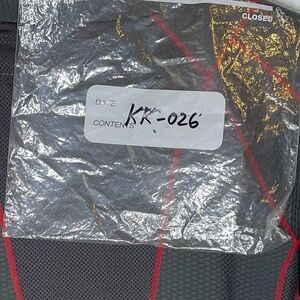 CLOSED
DATE
KK-026
CONTENTS